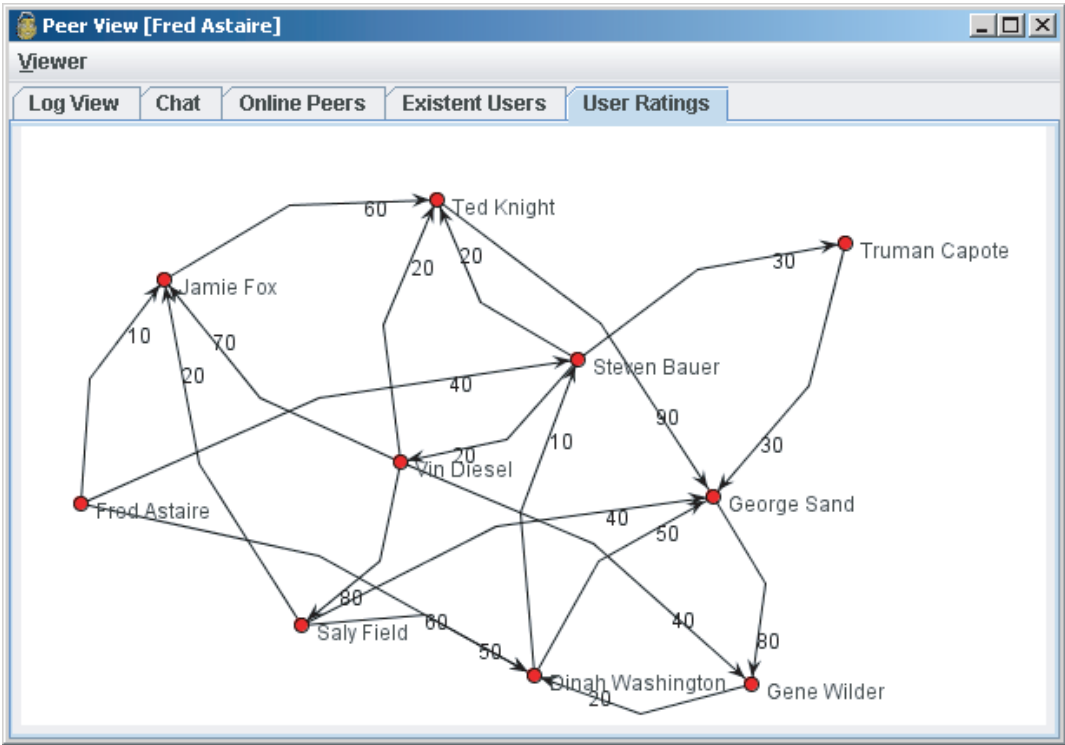 Peer View [Fred Astaire]
Viewer
Log View Chat Online Peers Existent Users User Ratings
60 Ted Knight
Truman Capote
20 20 30
Jamie Fox
10 70
Steven Bauer
20 40
90
10 30
20 Vin Diesel
Fred Astaire
George Sand
40
50
80
Saly Field 60 40
50 80
Dinah Washington Gene Wilder
20